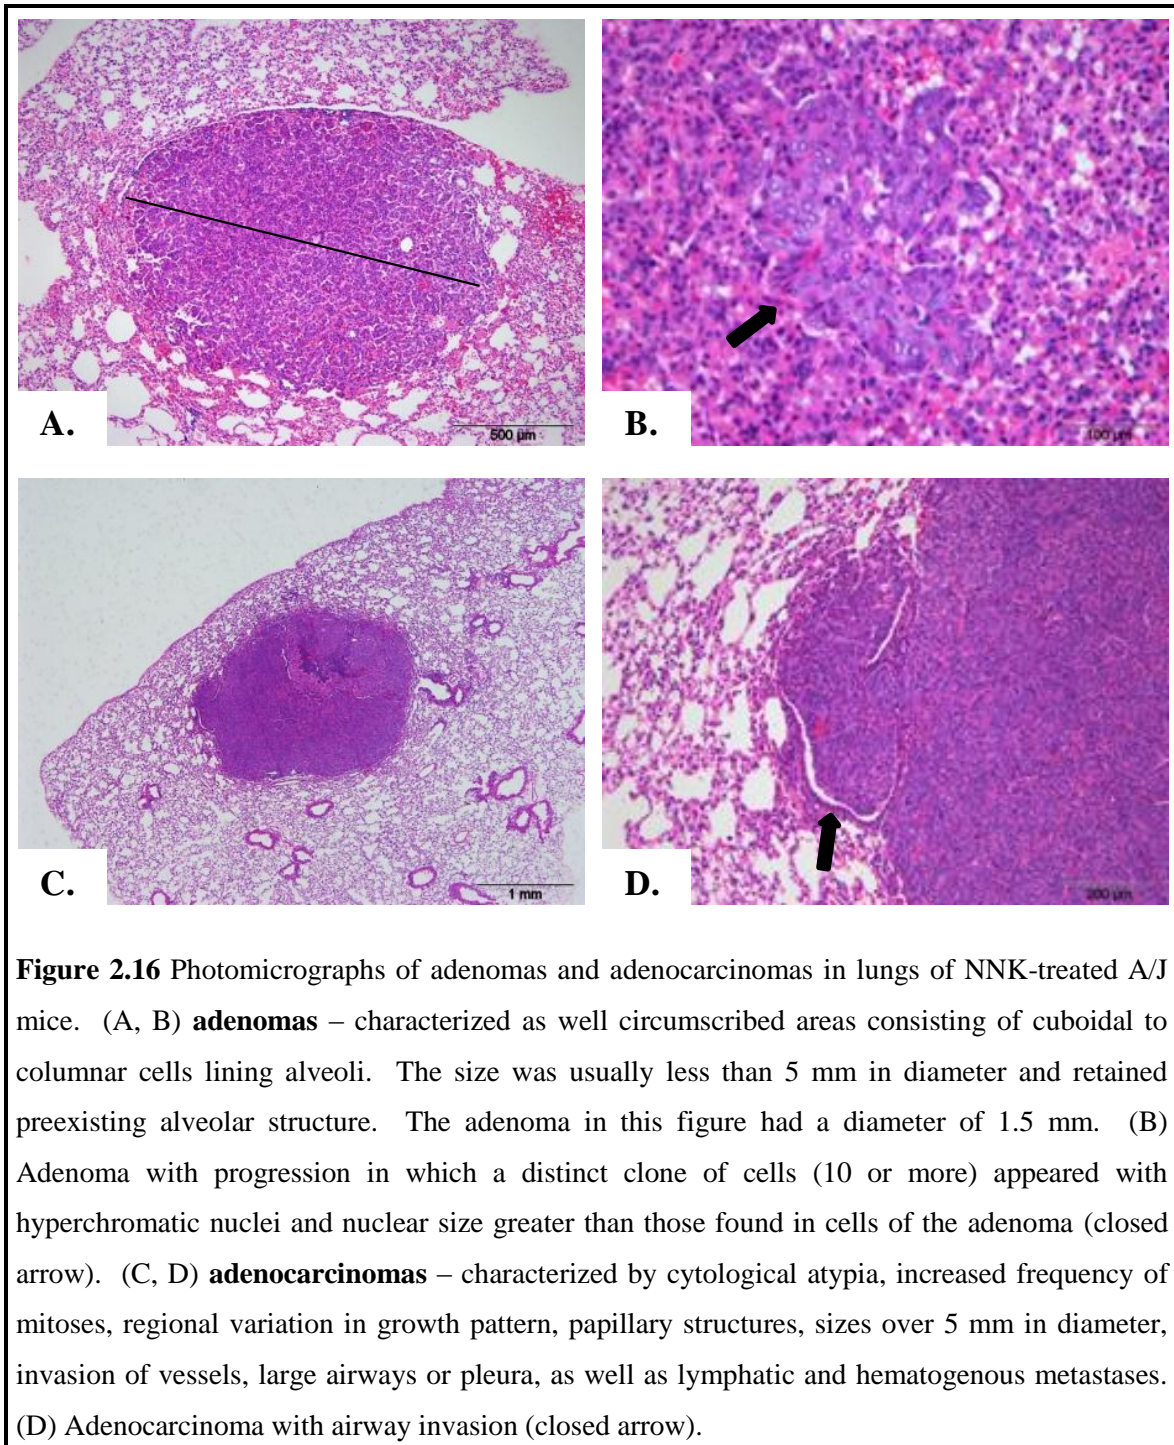 500 µm
A.
100 µm
B.
1 mm
C.
200 µm
D.
Figure 2.16 Photomicrographs of adenomas and adenocarcinomas in lungs of NNK-treated A/J
mice. (A, B) adenomas – characterized as well circumscribed areas consisting of cuboidal to
columnar cells lining alveoli. The size was usually less than 5 mm in diameter and retained
preexisting alveolar structure. The adenoma in this figure had a diameter of 1.5 mm. (B)
Adenoma with progression in which a distinct clone of cells (10 or more) appeared with
hyperchromatic nuclei and nuclear size greater than those found in cells of the adenoma (closed
arrow). (C, D) adenocarcinomas – characterized by cytological atypia, increased frequency of
mitoses, regional variation in growth pattern, papillary structures, sizes over 5 mm in diameter,
invasion of vessels, large airways or pleura, as well as lymphatic and hematogenous metastases.
(D) Adenocarcinoma with airway invasion (closed arrow).